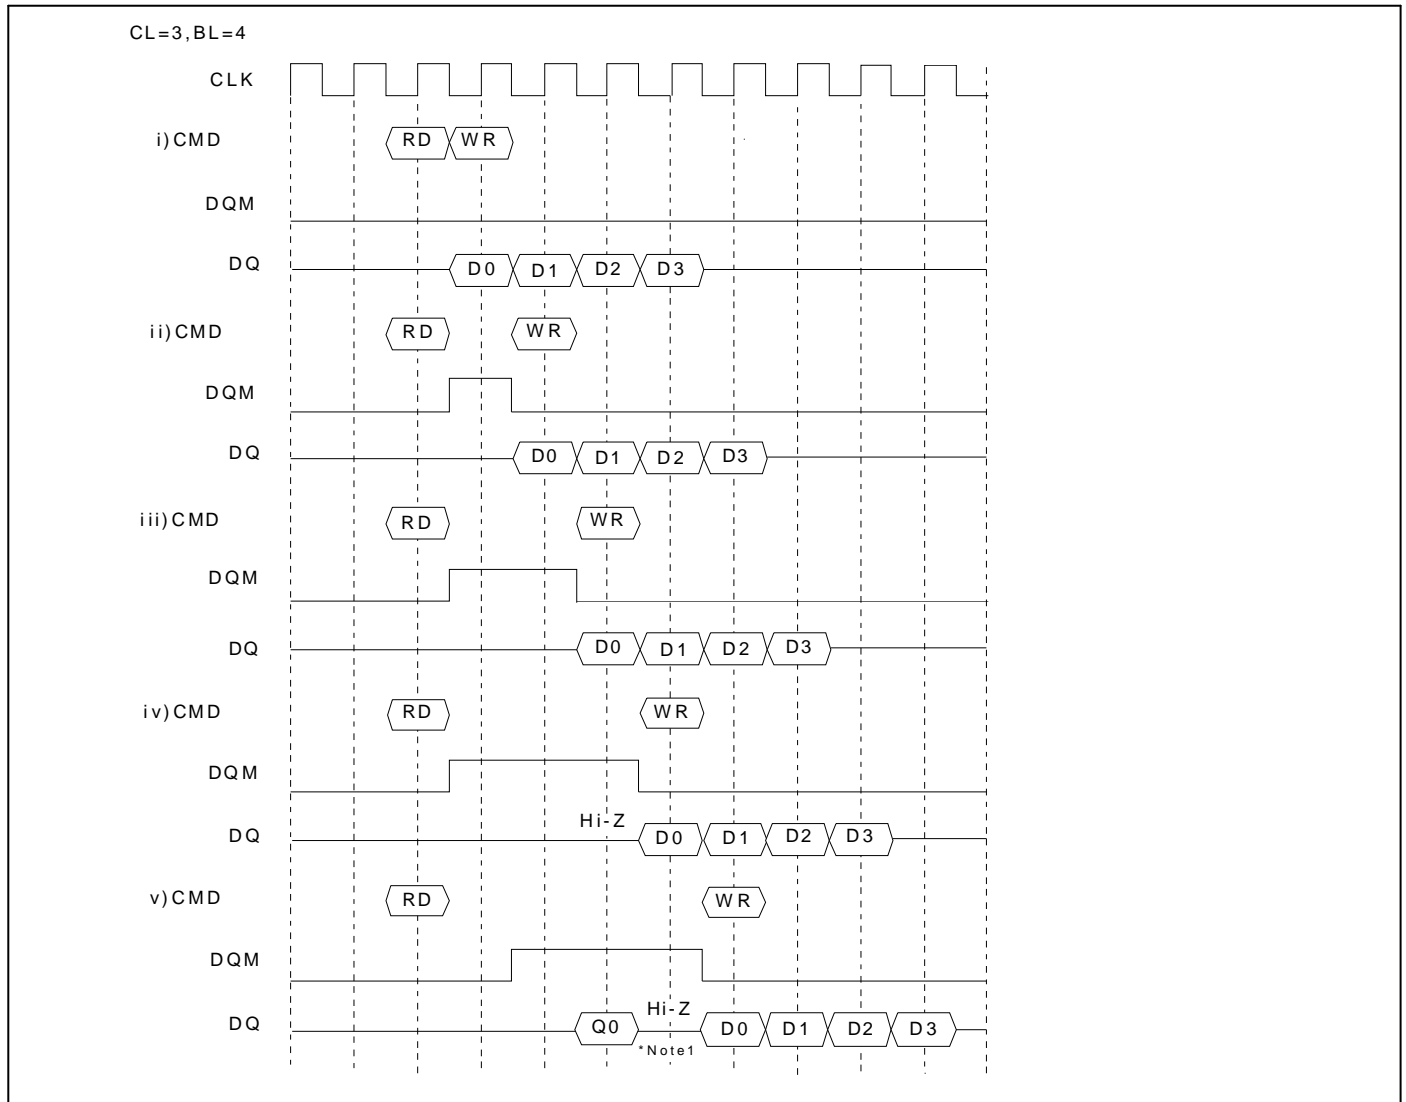 CL=3,BL=4
CLK
i)CMD RD WR
DQM
DQ D0 D1 D2 D3
ii)CMD RD WR
DQM
DQ D0 D1 D2 D3
iii)CMD RD WR
DQM
DQ D0 D1 D2 D3
iv)CMD RD WR
DQM
Hi-Z
DQ D0 D1 D2 D3
v)CMD RD WR
DQM
Hi-Z
DQ Q0 D0 D1 D2 D3
*Note1